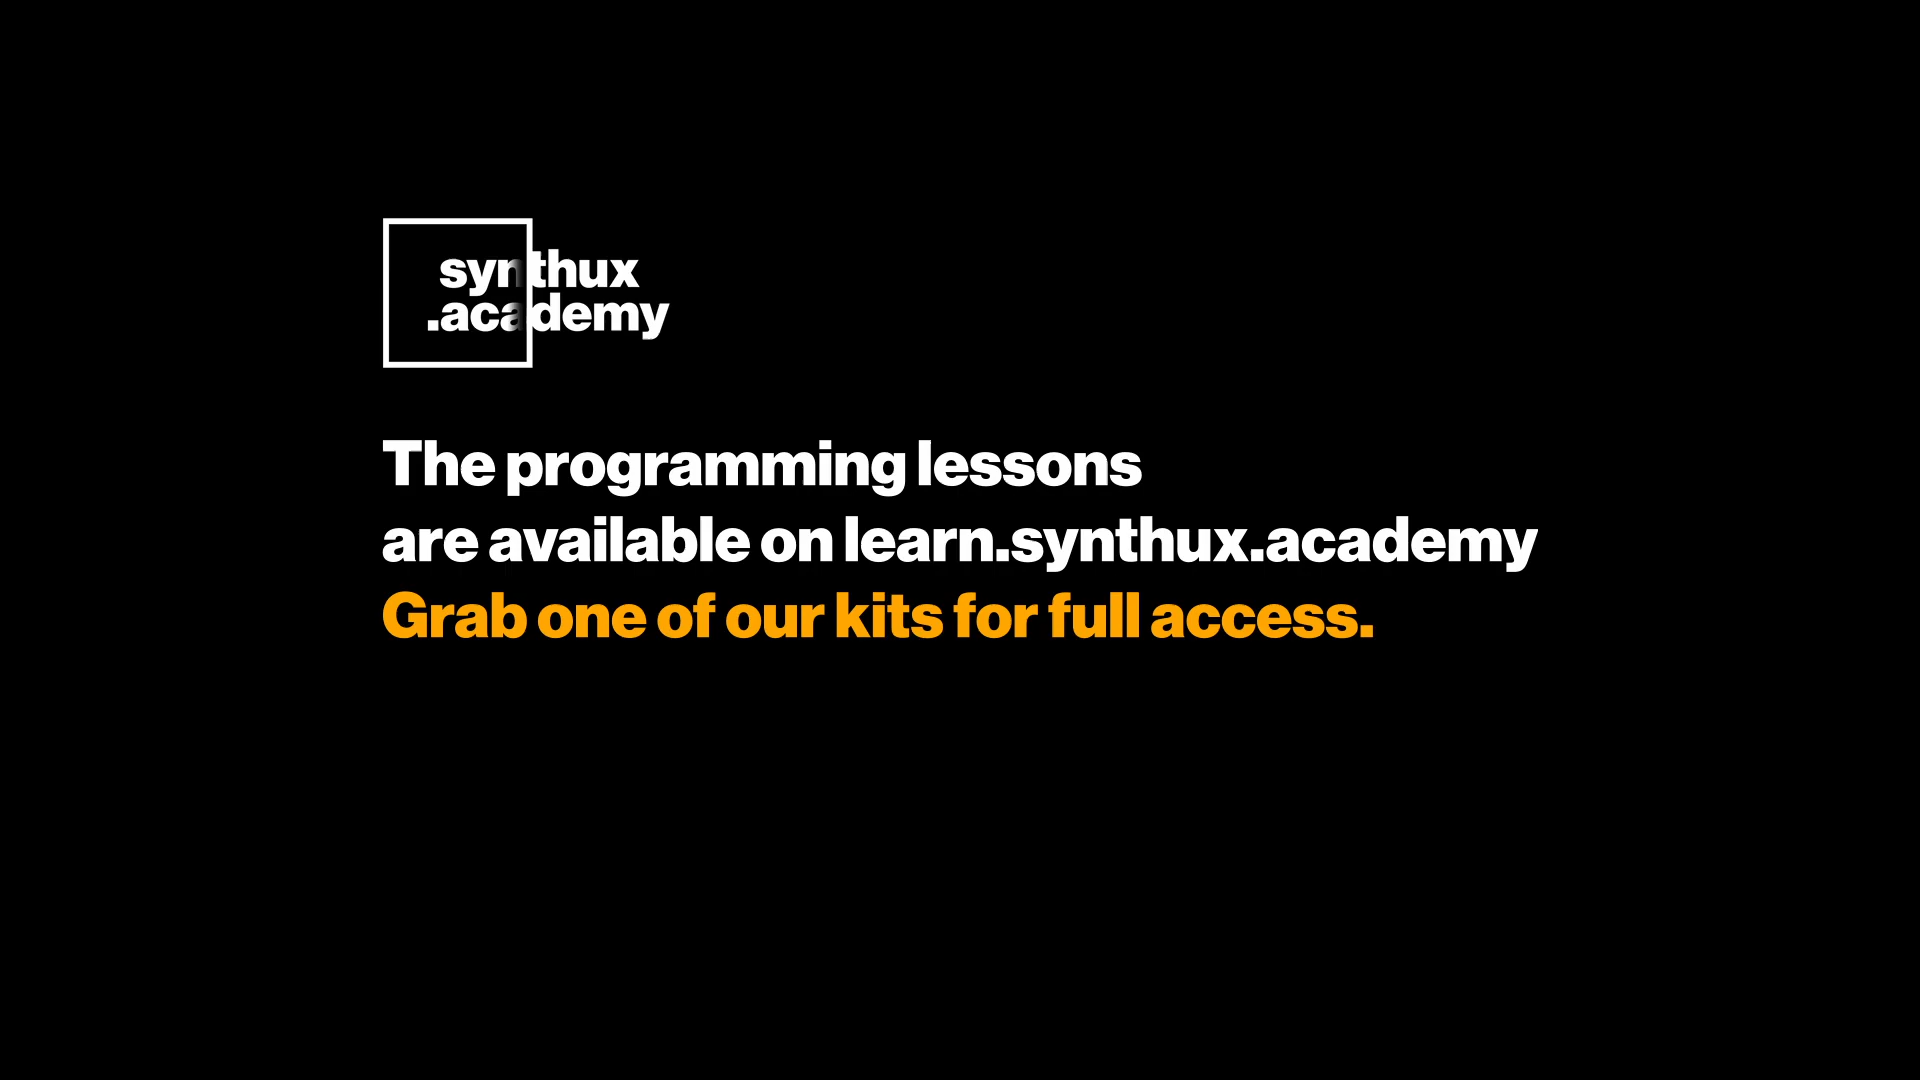 synthux
.academy
The programming lessons
are available on learn.synthux.academy
Grab one of our kits for full access.